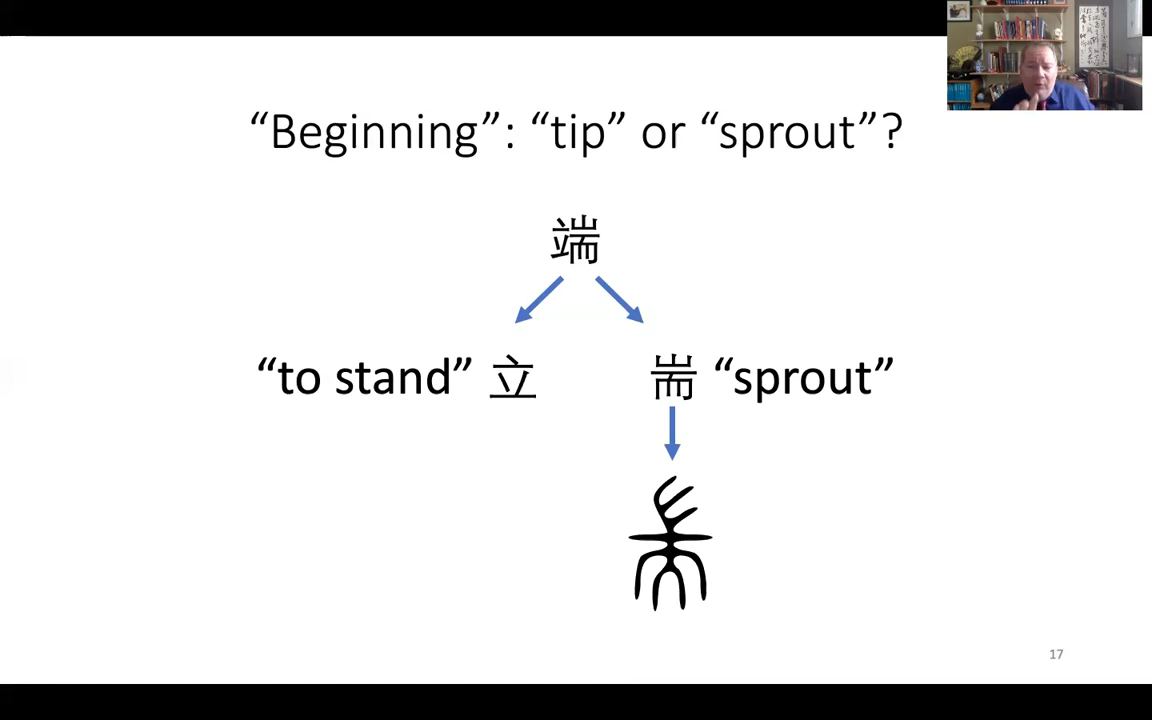 “Beginning”: “tip” or “sprout”?
端
“to stand” 立
耑 “sprout”
17